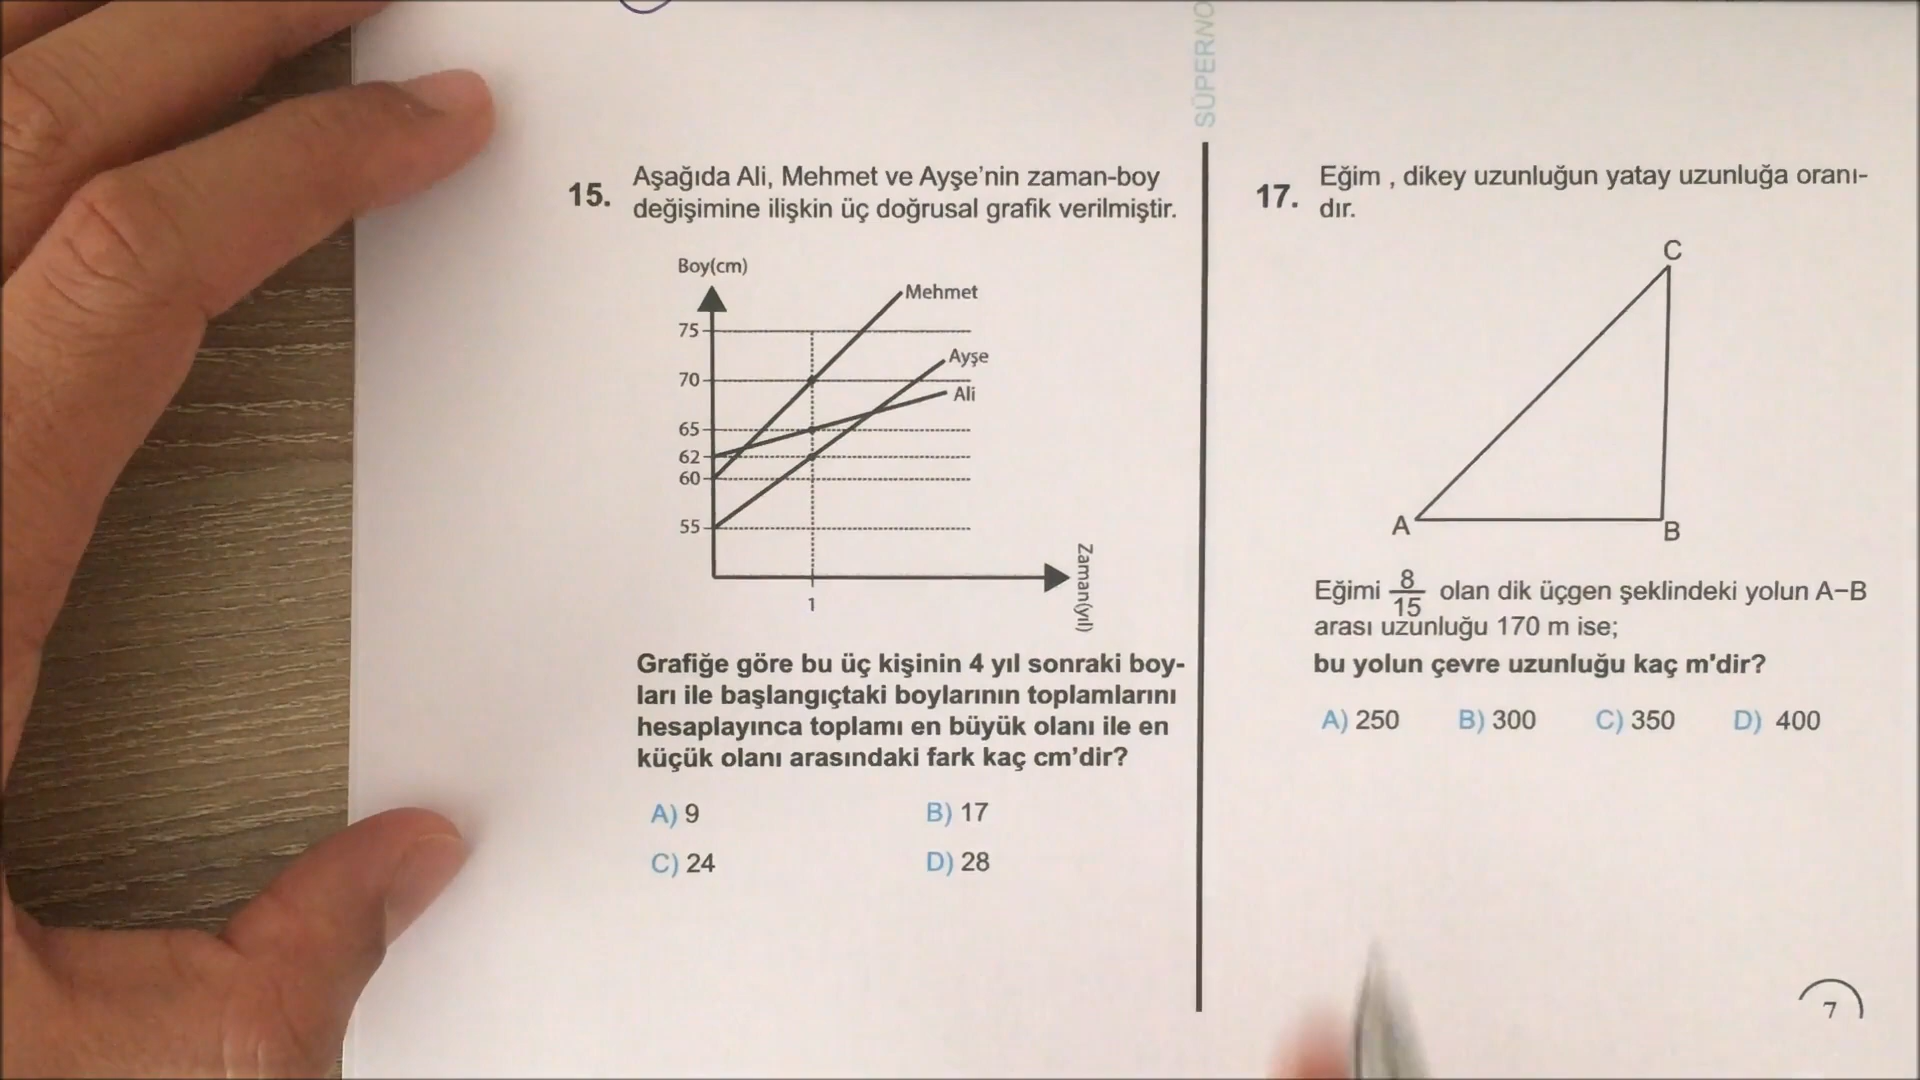 SÜPERNO
15. Aşağıda Ali, Mehmet ve Ayşe'nin zaman-boy
değişimine ilişkin üç doğrusal grafik verilmiştir.
Boy(cm)
Mehmet
75
Ayşe
70
Ali
65
62
60
55
Zaman(yıl)
1
Grafiğe göre bu üç kişinin 4 yıl sonraki boy-
ları ile başlangıçtaki boylarının toplamlarını
hesaplayınca toplamı en büyük olanı ile en
küçük olanı arasındaki fark kaç cm'dir?
A) 9 B) 17
C) 24 D) 28
17. Eğim , dikey uzunluğun yatay uzunluğa oranı-
dır.
C
A
B
Eğimi 8/15 olan dik üçgen şeklindeki yolun A–B
arası uzunluğu 170 m ise;
bu yolun çevre uzunluğu kaç m'dir?
A) 250 B) 300 C) 350 D) 400
7